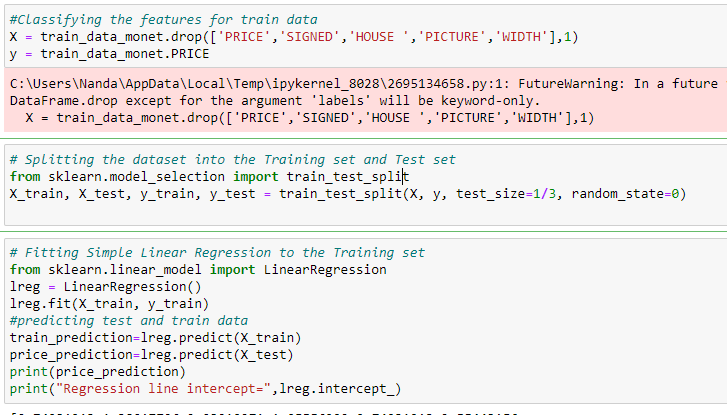 #Classifying the features for train data
X = train_data_monet.drop(['PRICE','SIGNED','HOUSE ','PICTURE','WIDTH'],1)
y = train_data_monet.PRICE
C:\Users\Nanda\AppData\Local\Temp\ipykernel_8028\2695134658.py:1: FutureWarning: In a future
DataFrame.drop except for the argument 'labels' will be keyword-only.
X = train_data_monet.drop(['PRICE','SIGNED','HOUSE ','PICTURE','WIDTH'],1)
# Splitting the dataset into the Training set and Test set
from sklearn.model_selection import train_test_split
X_train, X_test, y_train, y_test = train_test_split(X, y, test_size=1/3, random_state=0)
# Fitting Simple Linear Regression to the Training set
from sklearn.linear_model import LinearRegression
lreg = LinearRegression()
lreg.fit(X_train, y_train)
#predicting test and train data
train_prediction=lreg.predict(X_train)
price_prediction=lreg.predict(X_test)
print(price_prediction)
print("Regression line intercept=",lreg.intercept_)